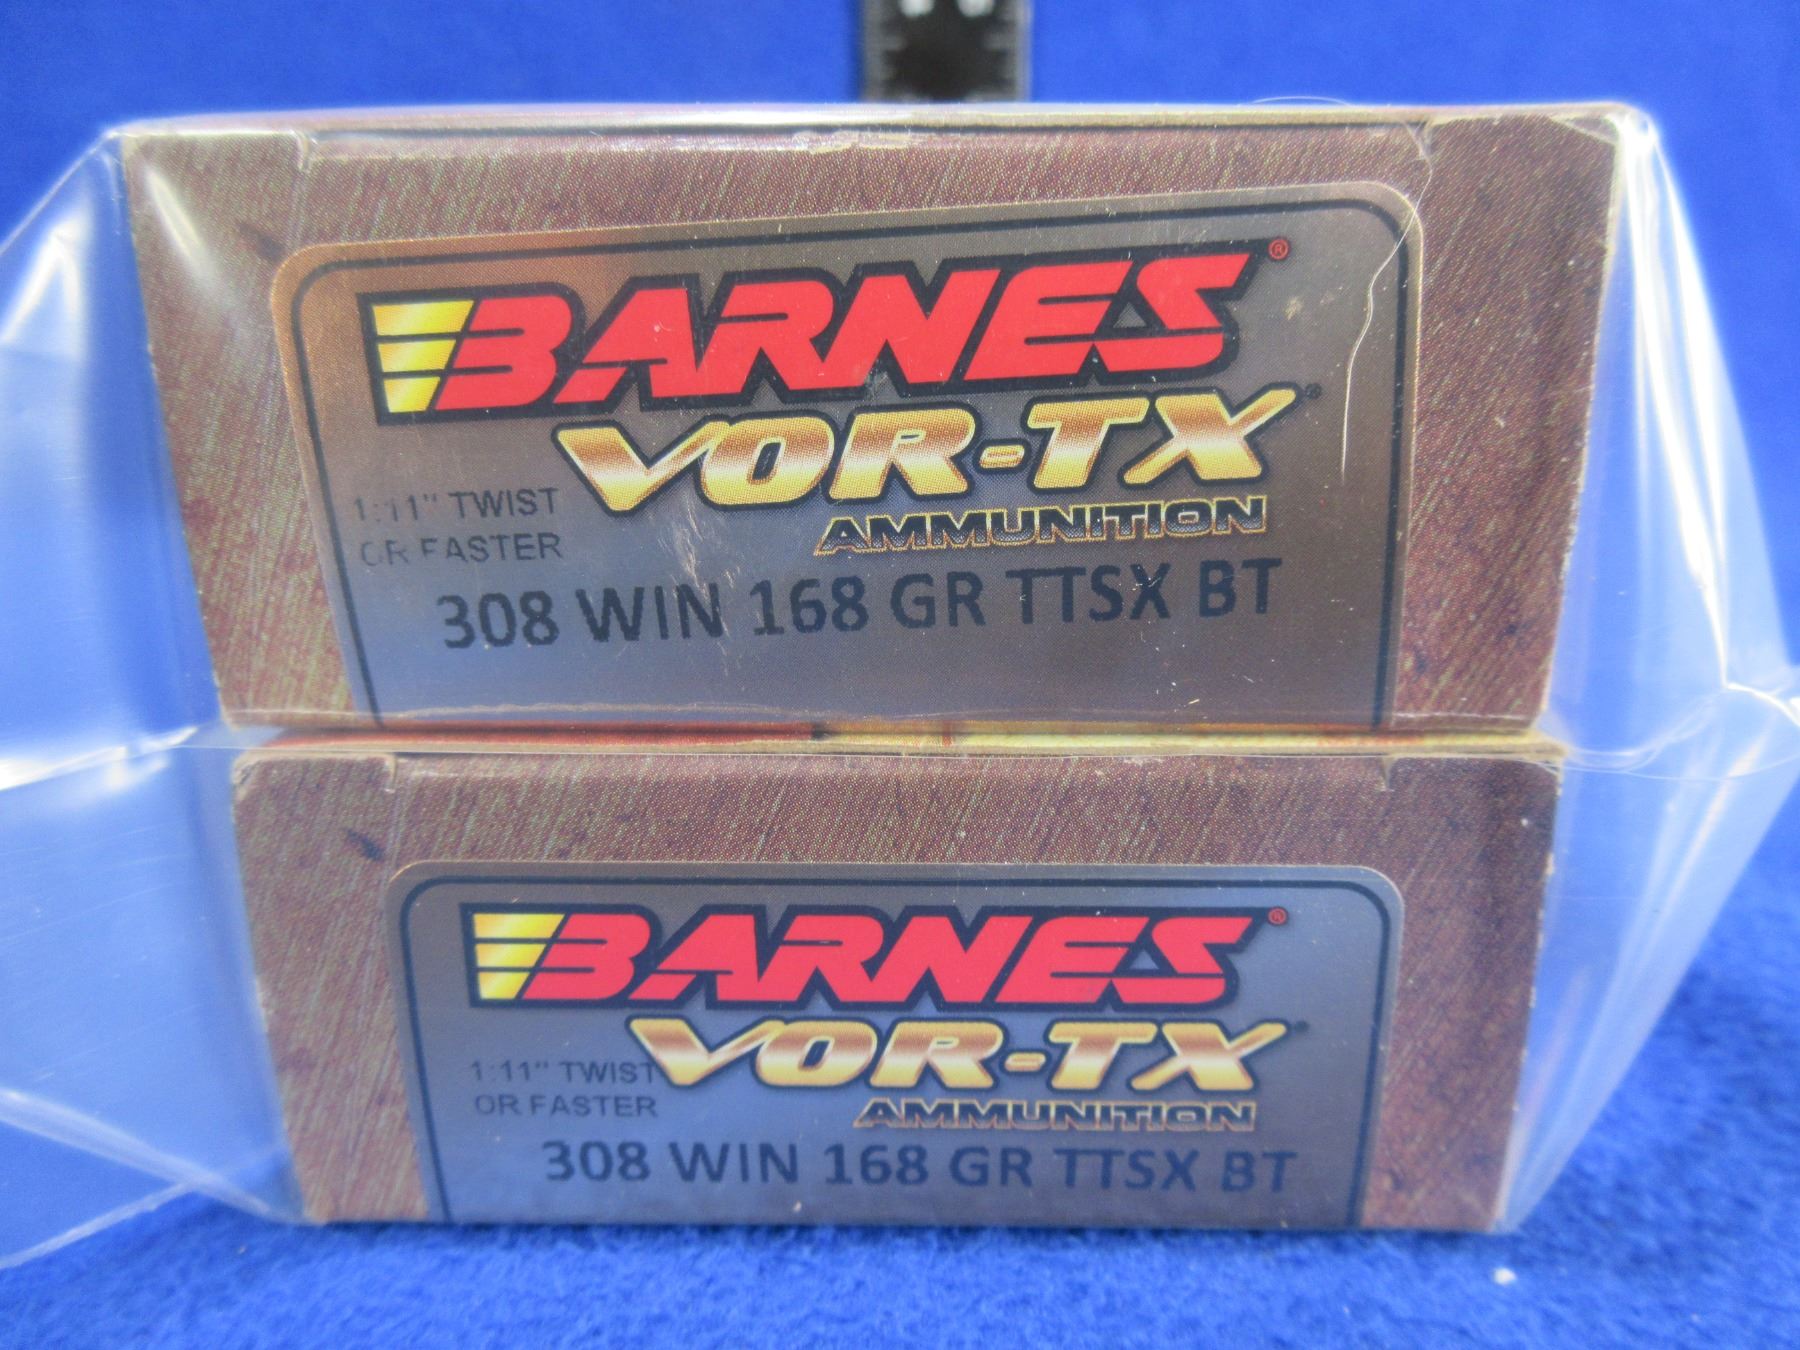 BARNES®
VOR-TX
AMMUNITION
1:11" TWIST
OR FASTER
308 WIN 168 GR TTSX BT
BARNES®
VOR-TX
AMMUNITION
1:11" TWIST
OR FASTER
308 WIN 168 GR TTSX BT